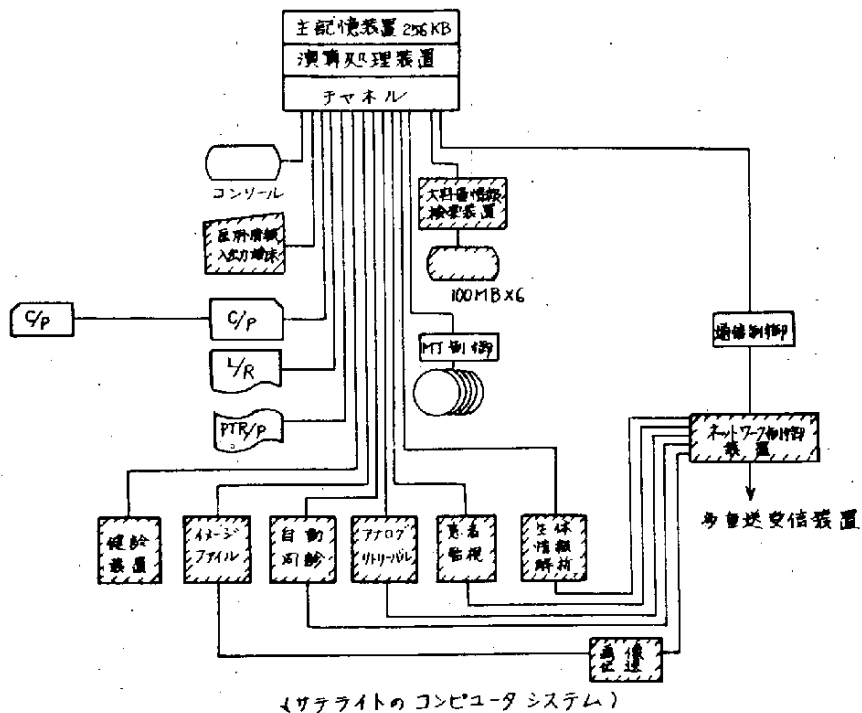 主記憶装置 256KB
演算処理装置
チャネル
コンソール
大料量情報
検索装置
医療情報
入出力端末
100MB×6
C/P
C/P
通信制御
MT制御
L/R
PTR/P
ネットワーク制御
装置
多重送受信装置
健診
装置
イメージ
ファイル
自動
問診
アナログ
リトリーバル
患者
監視
生体
情報
解析
画像
伝送
(サテライトのコンピュータシステム)